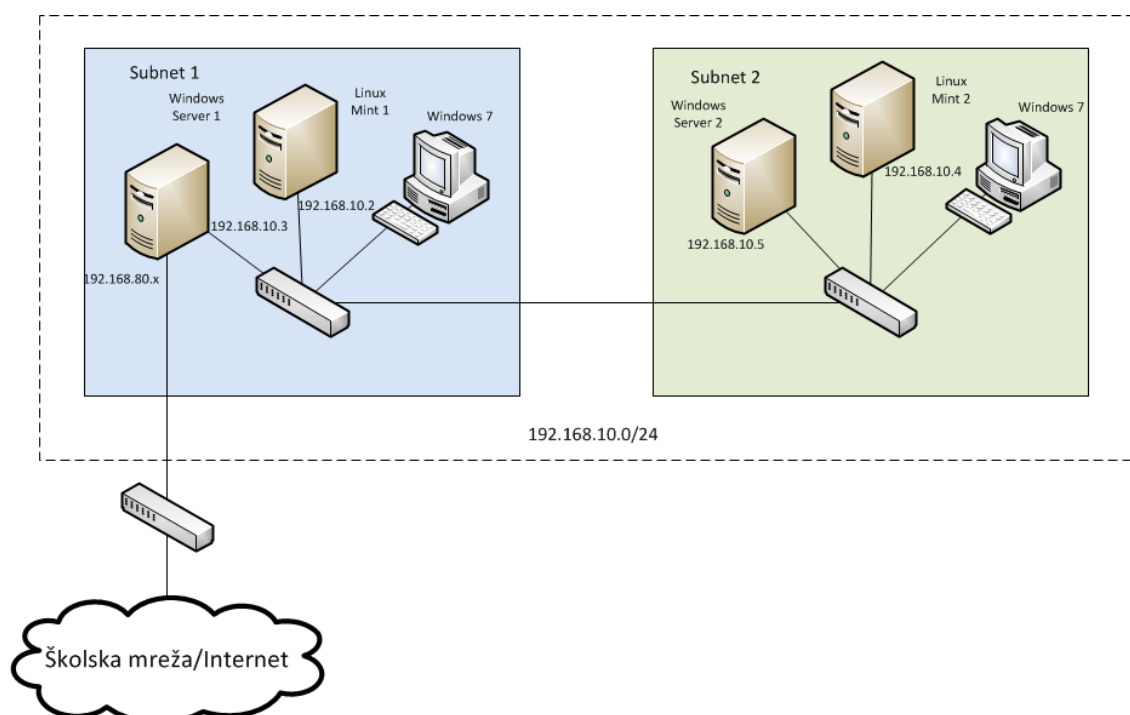 Subnet 1
Windows
Server 1
Linux
Mint 1
Windows 7
192.168.10.2
192.168.10.3
192.168.80.x
Subnet 2
Windows
Server 2
Linux
Mint 2
Windows 7
192.168.10.4
192.168.10.5
192.168.10.0/24
Školska mreža/Internet